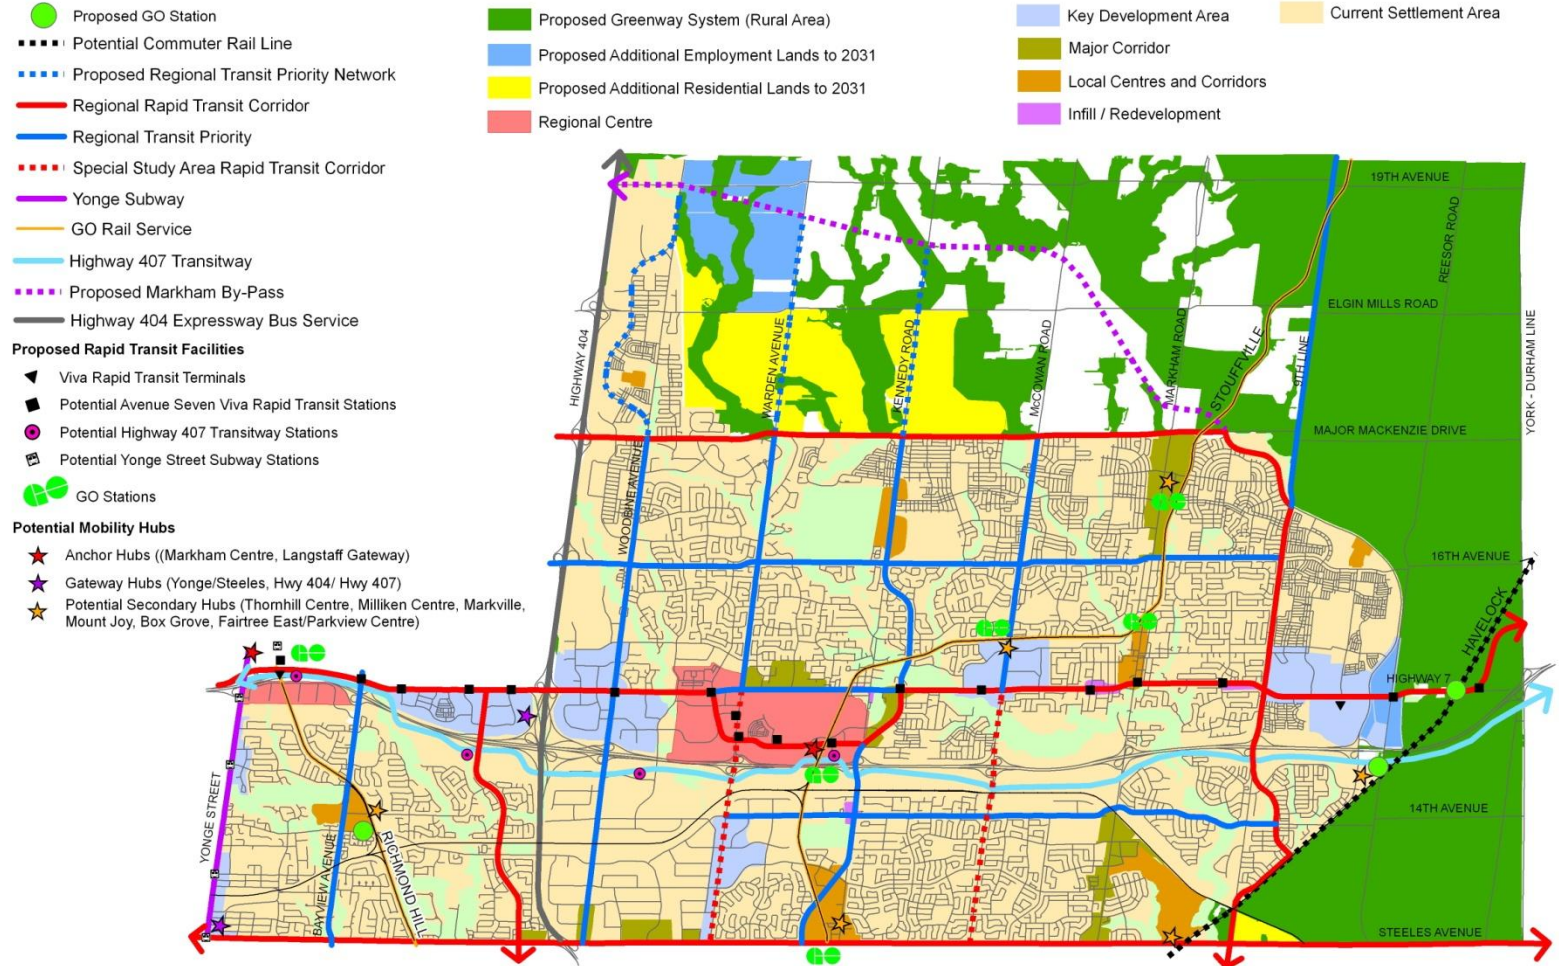 Proposed GO Station
Potential Commuter Rail Line
Proposed Regional Transit Priority Network
Regional Rapid Transit Corridor
Regional Transit Priority
Special Study Area Rapid Transit Corridor
Yonge Subway
GO Rail Service
Highway 407 Transitway
Proposed Markham By-Pass
Highway 404 Expressway Bus Service
Proposed Rapid Transit Facilities
Viva Rapid Transit Terminals
Potential Avenue Seven Viva Rapid Transit Stations
Potential Highway 407 Transitway Stations
Potential Yonge Street Subway Stations
GO Stations
Potential Mobility Hubs
Anchor Hubs ((Markham Centre, Langstaff Gateway)
Gateway Hubs (Yonge/Steeles, Hwy 404/ Hwy 407)
Potential Secondary Hubs (Thornhill Centre, Milliken Centre, Markville,
Mount Joy, Box Grove, Fairtree East/Parkview Centre)
Proposed Greenway System (Rural Area)
Proposed Additional Employment Lands to 2031
Proposed Additional Residential Lands to 2031
Regional Centre
Key Development Area
Major Corridor
Local Centres and Corridors
Infill / Redevelopment
Current Settlement Area
19TH AVENUE
REESOR ROAD
ELGIN MILLS ROAD
YORK - DURHAM LINE
HIGHWAY 404
WARDEN AVENUE
KENNEDY ROAD
McCOWAN ROAD
MARKHAM ROAD
STOUFFVILLE
9TH LINE
MAJOR MACKENZIE DRIVE
WOODBINE AVENUE
16TH AVENUE
HAVELOCK
HIGHWAY 7
14TH AVENUE
YONGE STREET
BAYVIEW AVENUE
RICHMOND HILL
STEELES AVENUE